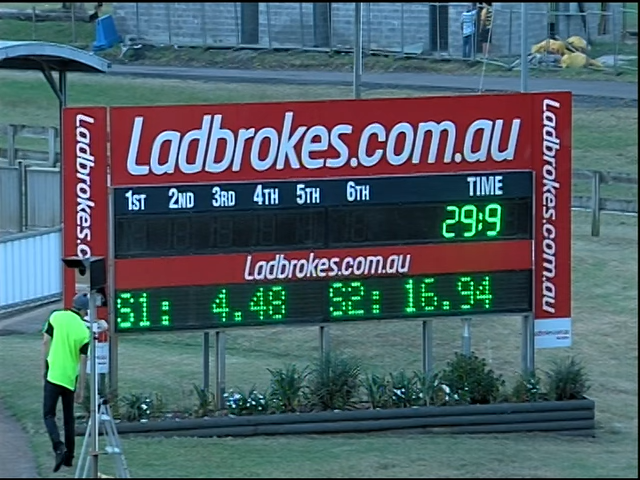 Ladbrokes.com.au
1ST 2ND 3RD 4TH 5TH 6TH TIME
29:9
Ladbrokes.com.au
S1: 4.48 S2: 16.94
Ladbrokes.c
Ladbrokes.com.au